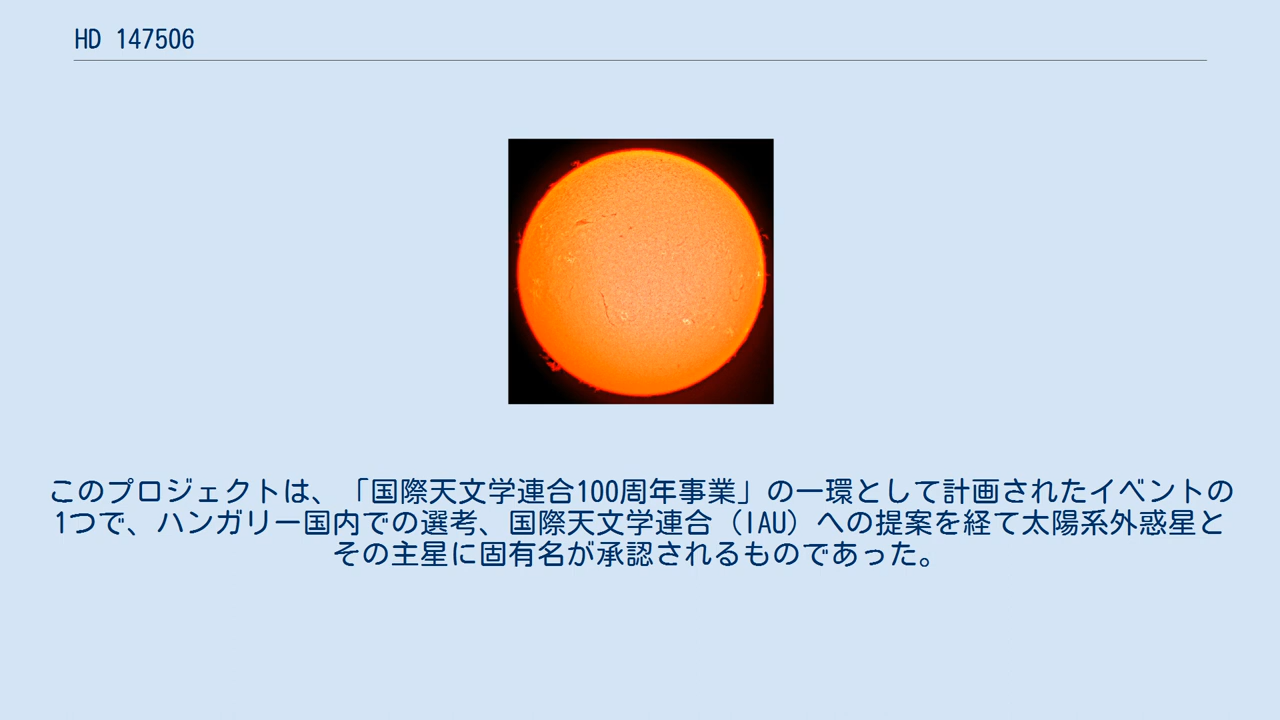 HD 147506
このプロジェクトは、「国際天文学連合100周年事業」の一環として計画されたイベントの
1つで、ハンガリー国内での選考、国際天文学連合（IAU）への提案を経て太陽系外惑星と
その主星に固有名が承認されるものであった。